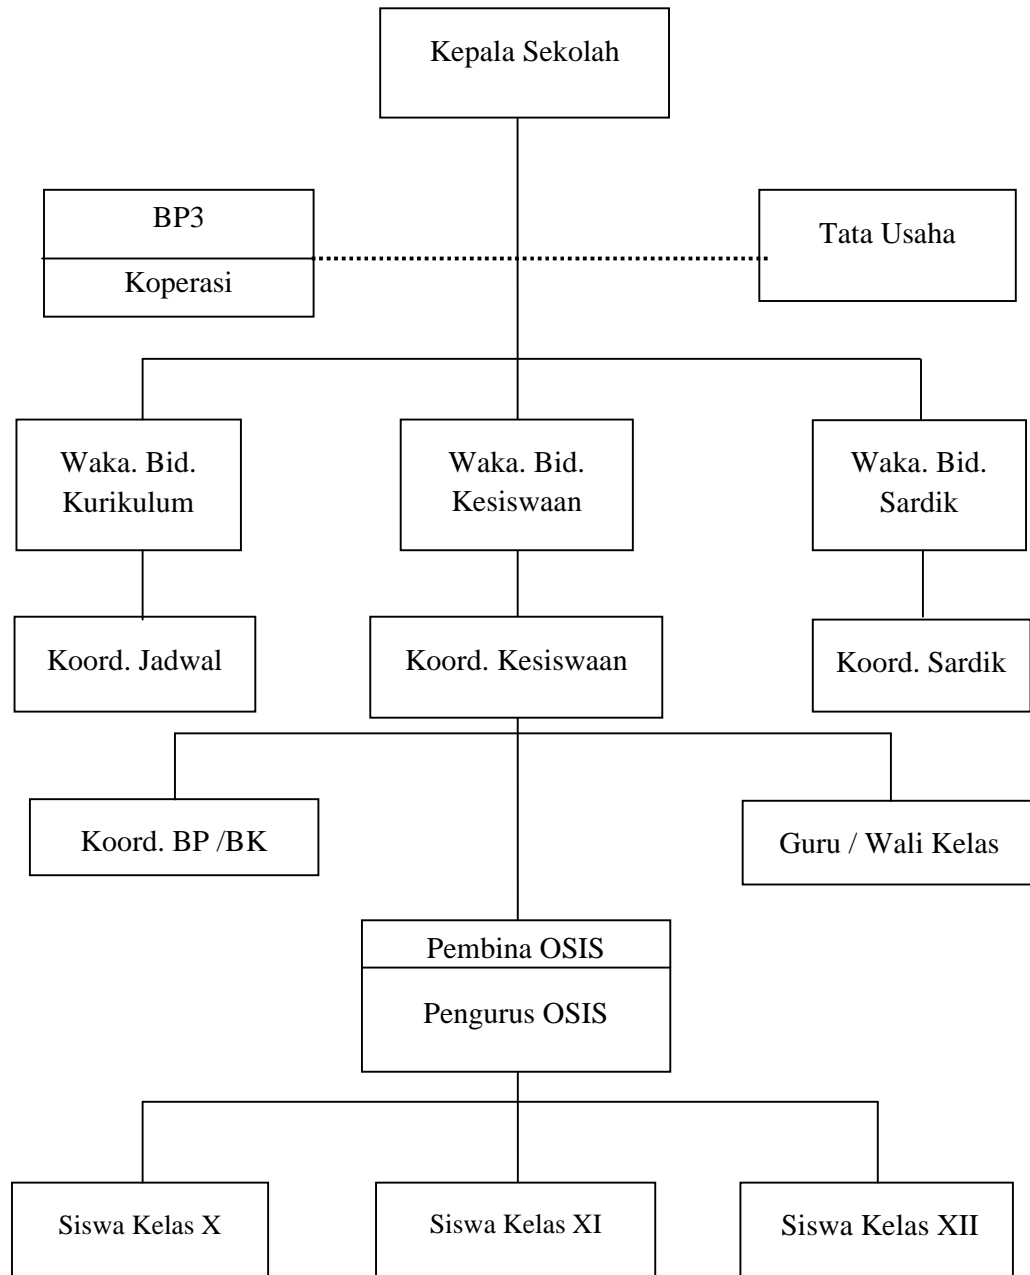 Kepala Sekolah
BP3
Koperasi
Tata Usaha
Waka. Bid.
Kurikulum
Waka. Bid.
Kesiswaan
Waka. Bid.
Sardik
Koord. Jadwal
Koord. Kesiswaan
Koord. Sardik
Koord. BP /BK
Guru / Wali Kelas
Pembina OSIS
Pengurus OSIS
Siswa Kelas X
Siswa Kelas XI
Siswa Kelas XII